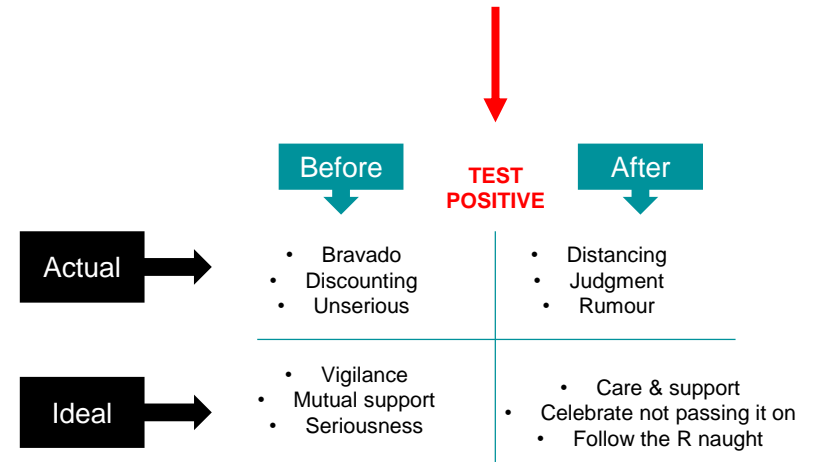 Before
TEST
POSITIVE
After
Actual
• Bravado
• Discounting
• Unserious
• Distancing
• Judgment
• Rumour
Ideal
• Vigilance
• Mutual support
• Seriousness
• Care & support
• Celebrate not passing it on
• Follow the R naught